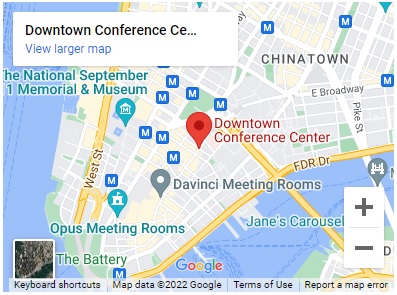 Downtown Conference Ce...
View larger map
CHINATOWN
The National September
1 Memorial & Museum
E Broadway
Pike St
Downtown
Conference Center
West St
FDR Dr
Davinci Meeting Rooms
Opus Meeting Rooms
Jane's Carousel
The Battery
Google
Keyboard shortcuts
Map data ©2022 Google
Terms of Use
Report a map error